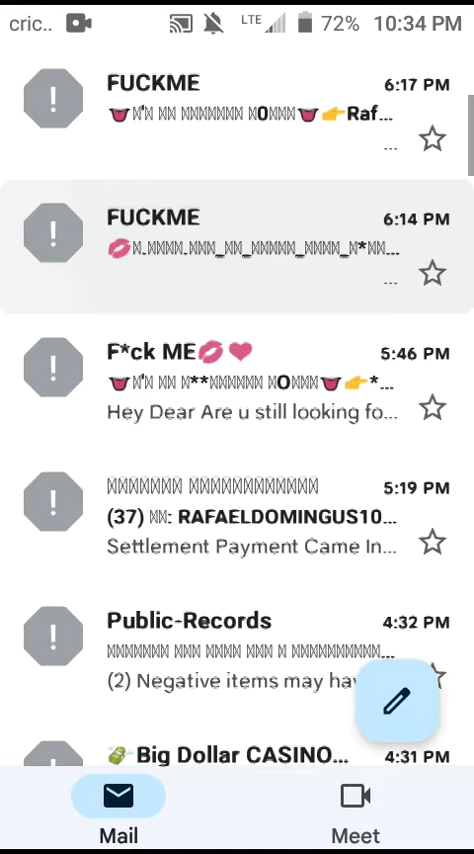 cric.. LTE 72% 10:34 PM
FUCKME 6:17 PM
👅 'O 👅👉Raf...
...
FUCKME 6:14 PM
💋 ...
...
F*ck ME💋❤ 5:46 PM
👅 ' ** O 👅👉*...
Hey Dear Are u still looking fo...
5:19 PM
(37) : RAFAELDOMINGUS10...
Settlement Payment Came In...
Public-Records 4:32 PM
(2) Negative items may hav
💸Big Dollar CASINO... 4:31 PM
Mail Meet